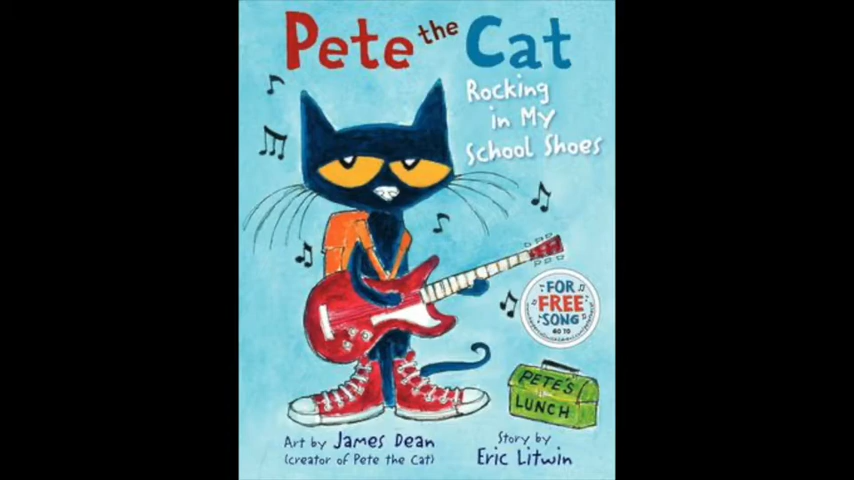 Pete the Cat
Rocking
in My
School Shoes
FOR
FREE
SONG
GO TO
PETE'S
LUNCH
Art by James Dean
(creator of Pete the Cat)
Story by
Eric Litwin